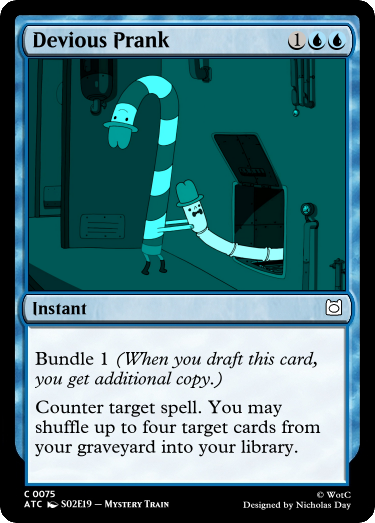 Devious Prank 1
Instant
Bundle 1 (When you draft this card,
you get additional copy.)
Counter target spell. You may
shuffle up to four target cards from
your graveyard into your library.
C 0075 © WotC
ATC S02E19 – Mystery Train Designed by Nicholas Day